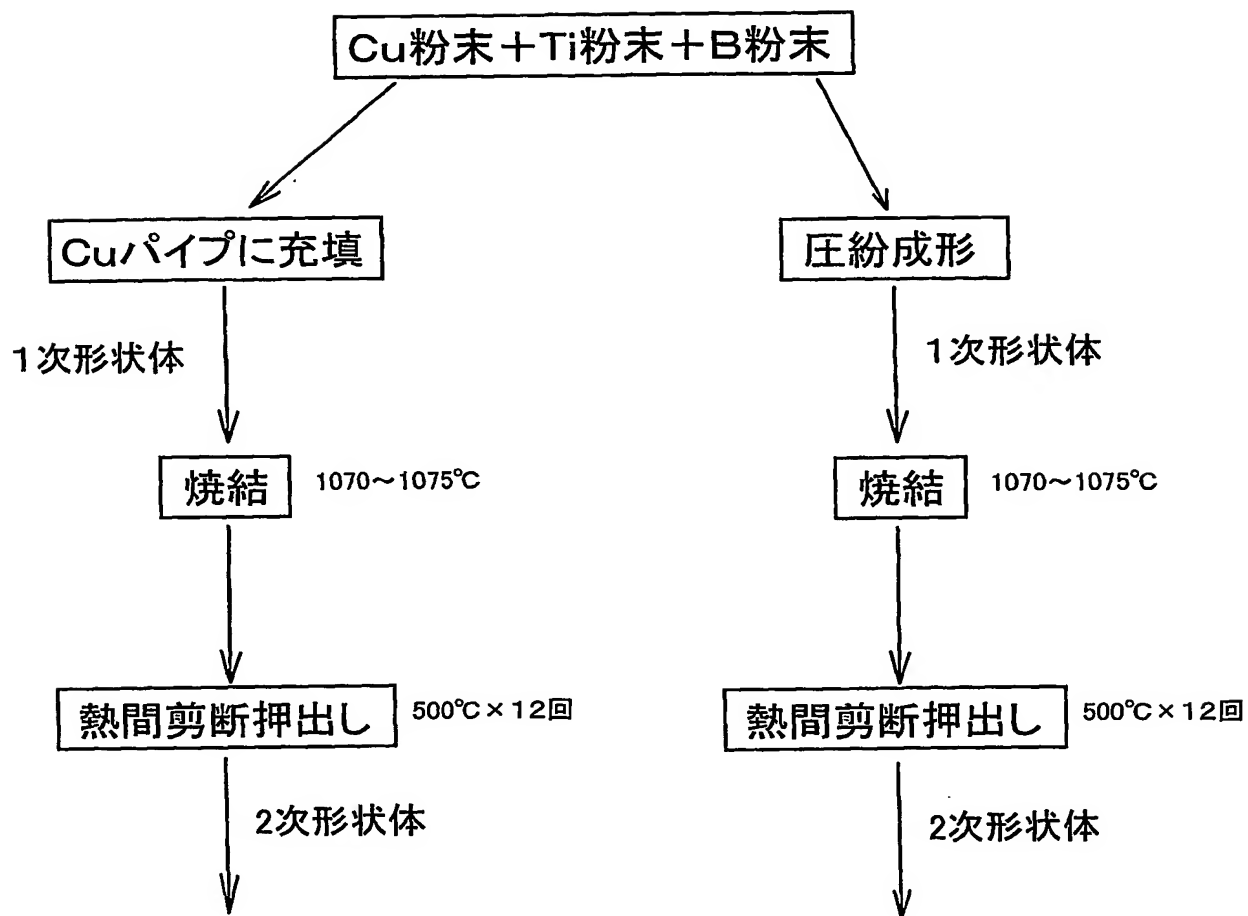 Cu粉末＋Ti粉末＋B粉末
Cuパイプに充填
圧紛成形
1次形状体
1次形状体
焼結
1070～1075℃
焼結
1070～1075℃
熱間剪断押出し
500℃×12回
熱間剪断押出し
500℃×12回
2次形状体
2次形状体